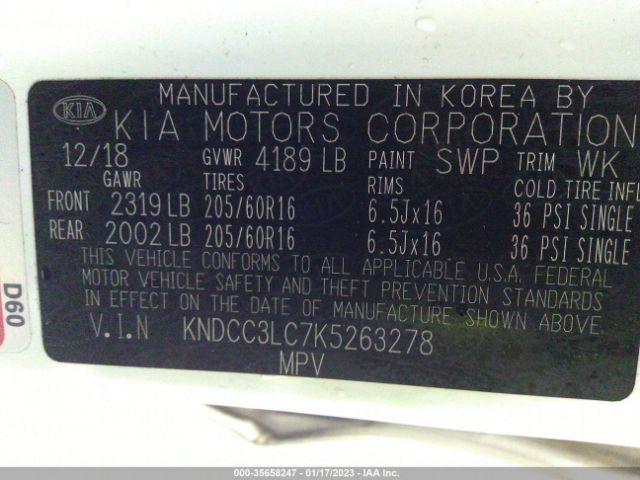 MANUFACTURED IN KOREA BY
KIA KIA MOTORS CORPORATION
12/18 GVWR 4189 LB PAINT SWP TRIM WK
GAWR TIRES RIMS COLD TIRE INFL
FRONT 2319 LB 205/60R16 6.5Jx16 36 PSI SINGLE
REAR 2002 LB 205/60R16 6.5Jx16 36 PSI SINGLE
THIS VEHICLE CONFORMS TO ALL APPLICABLE U.S.A. FEDERAL
MOTOR VEHICLE SAFETY AND THEFT PREVENTION STANDARDS
IN EFFECT ON THE DATE OF MANUFACTURE SHOWN ABOVE.
V.I.N KNDCC3LC7K5263278
MPV
D60
000-35658247 - 01/17/2023 - IAAI.COM